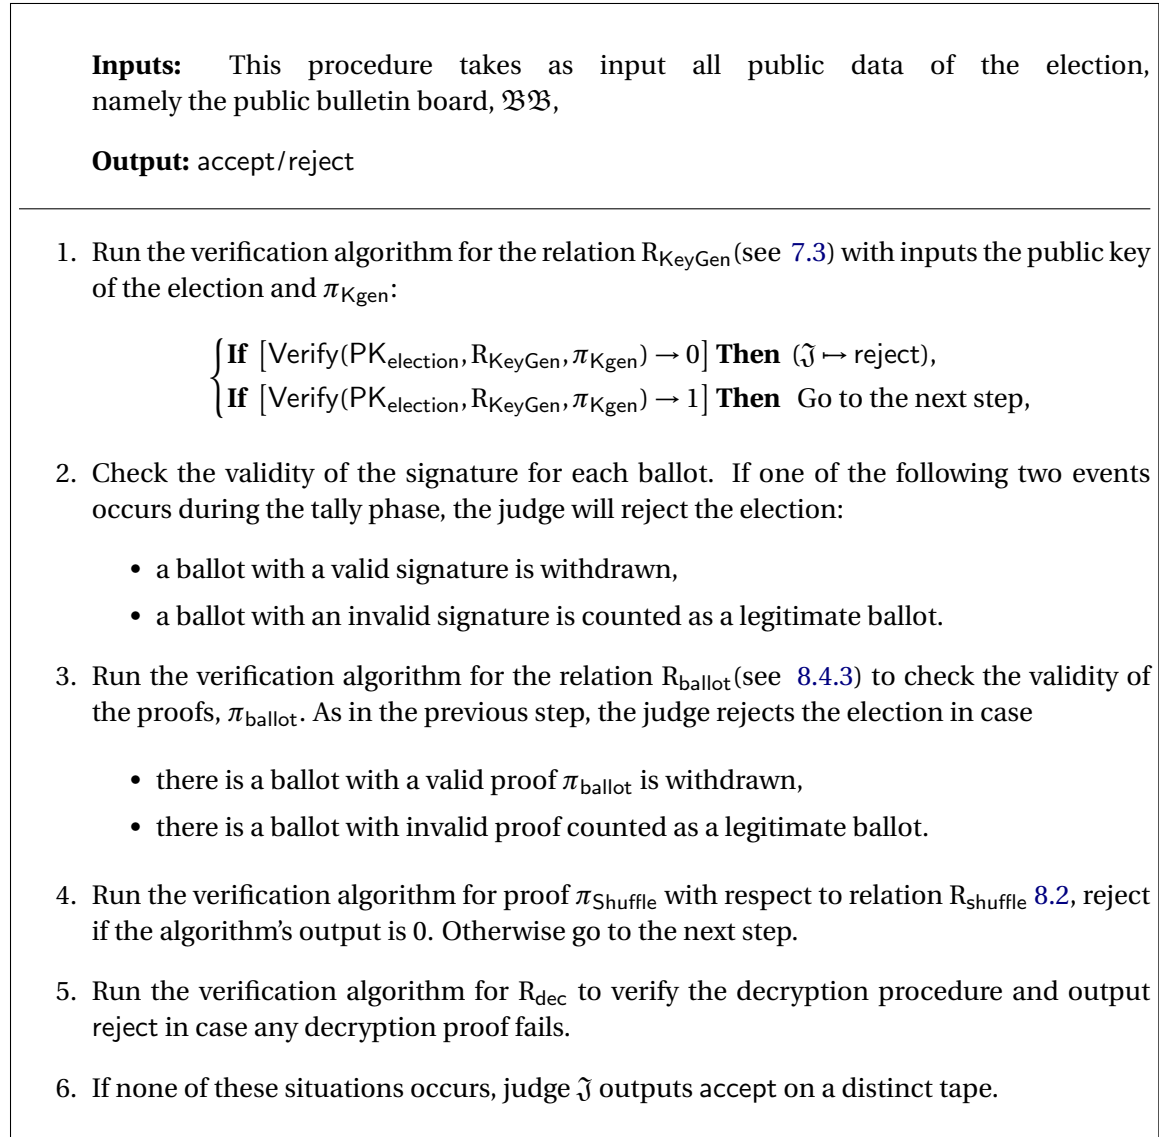 Inputs: This procedure takes as input all public data of the election,
namely the public bulletin board, 𝔅𝔅,
Output: accept/reject
1. Run the verification algorithm for the relation R_KeyGen(see 7.3) with inputs the public key
of the election and π_Kgen:
If [Verify(PK_election, R_KeyGen, π_Kgen) → 0] Then (𝔍 ↦ reject),
If [Verify(PK_election, R_KeyGen, π_Kgen) → 1] Then Go to the next step,
2. Check the validity of the signature for each ballot. If one of the following two events
occurs during the tally phase, the judge will reject the election:
• a ballot with a valid signature is withdrawn,
• a ballot with an invalid signature is counted as a legitimate ballot.
3. Run the verification algorithm for the relation R_ballot(see 8.4.3) to check the validity of
the proofs, π_ballot. As in the previous step, the judge rejects the election in case
• there is a ballot with a valid proof π_ballot is withdrawn,
• there is a ballot with invalid proof counted as a legitimate ballot.
4. Run the verification algorithm for proof π_Shuffle with respect to relation R_shuffle 8.2, reject
if the algorithm's output is 0. Otherwise go to the next step.
5. Run the verification algorithm for R_dec to verify the decryption procedure and output
reject in case any decryption proof fails.
6. If none of these situations occurs, judge 𝔍 outputs accept on a distinct tape.